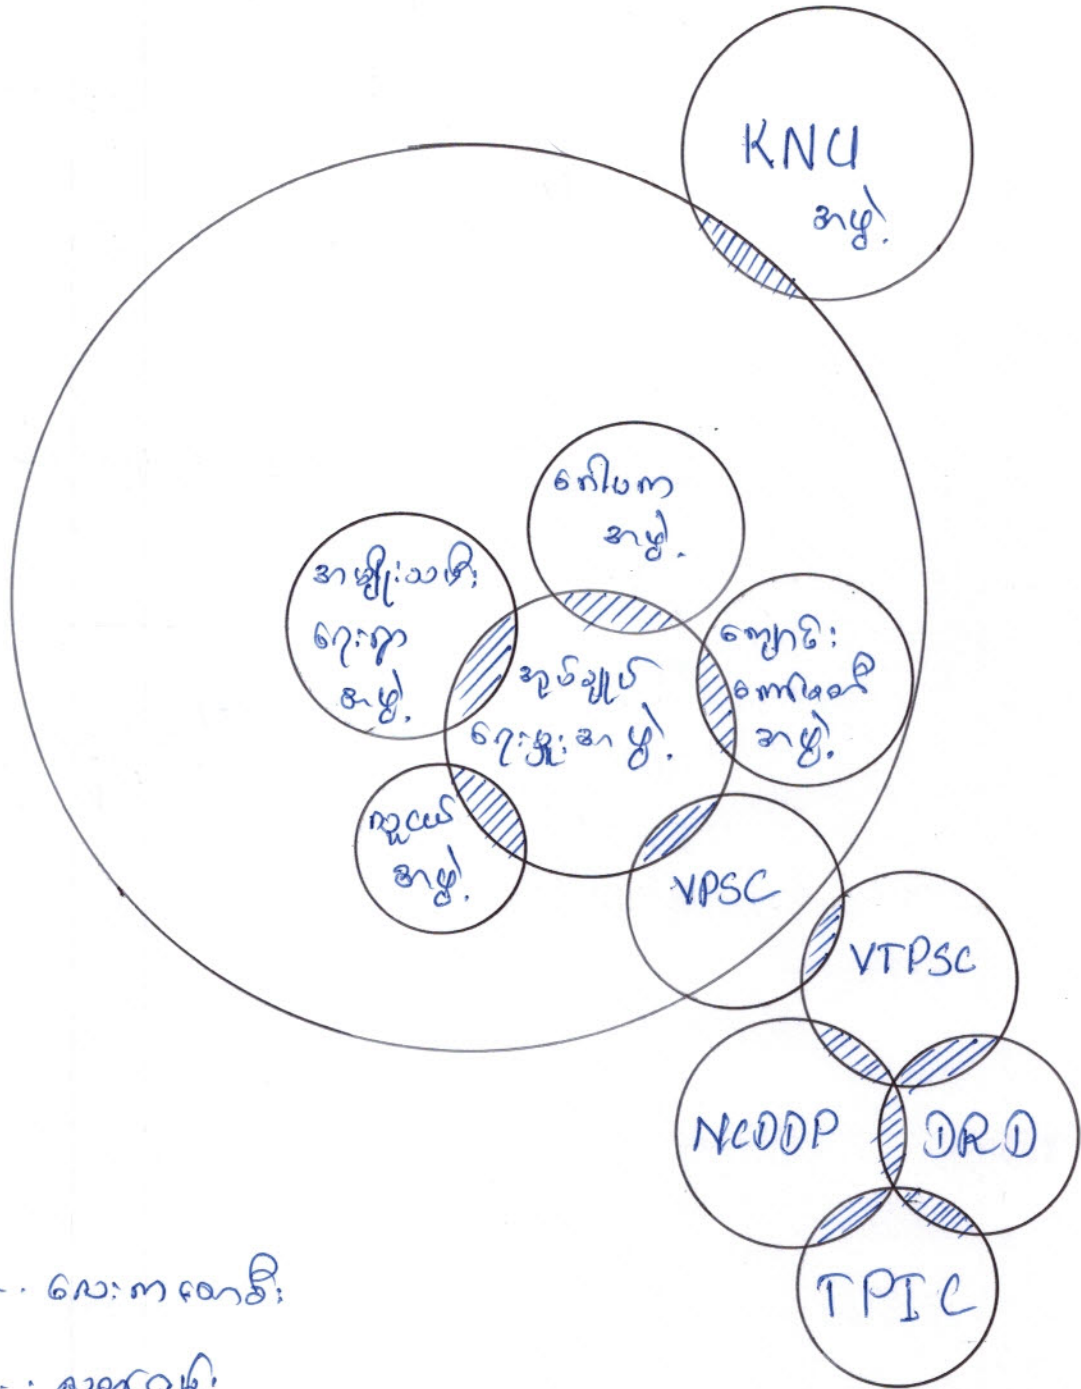 KNU
အဖွဲ့
ဂေါပက
အဖွဲ့
အမျိုးသမီး
ရေးရာ
အဖွဲ့
အုပ်ချုပ်
ရေးမှူးအဖွဲ့
ကျောင်း
ကော်မတီ
အဖွဲ့
လူငယ်
အဖွဲ့
VPSC
VTPSC
NCDDP
DRD
TPIC